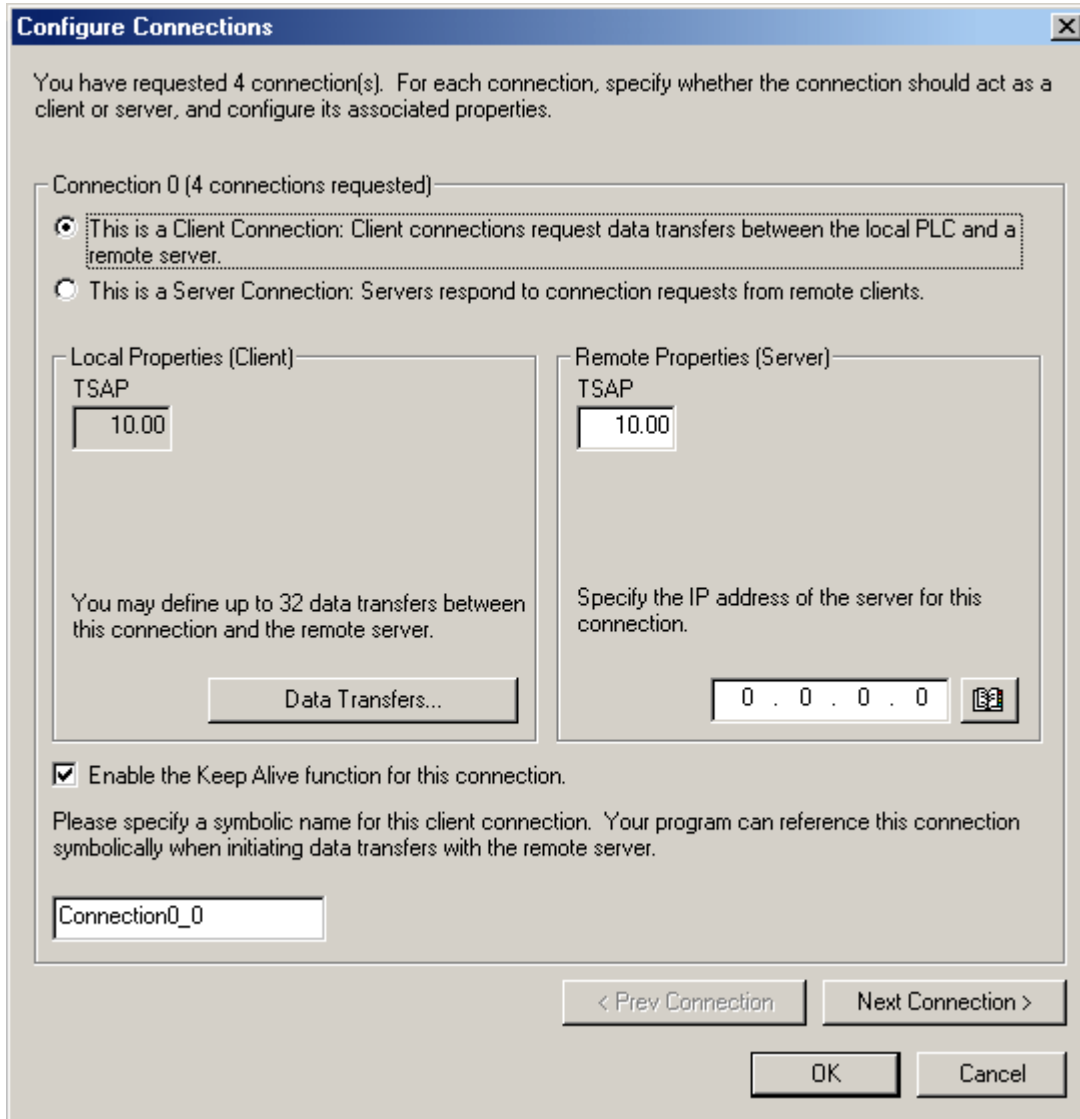 Configure Connections
You have requested 4 connection(s). For each connection, specify whether the connection should act as a
client or server, and configure its associated properties.
Connection 0 (4 connections requested)
This is a Client Connection: Client connections request data transfers between the local PLC and a
remote server.
This is a Server Connection: Servers respond to connection requests from remote clients.
Local Properties (Client)
TSAP
10.00
You may define up to 32 data transfers between
this connection and the remote server.
Data Transfers...
Remote Properties (Server)
TSAP
10.00
Specify the IP address of the server for this
connection.
0 . 0 . 0 . 0
Enable the Keep Alive function for this connection.
Please specify a symbolic name for this client connection. Your program can reference this connection
symbolically when initiating data transfers with the remote server.
Connection0_0
< Prev Connection
Next Connection >
OK
Cancel